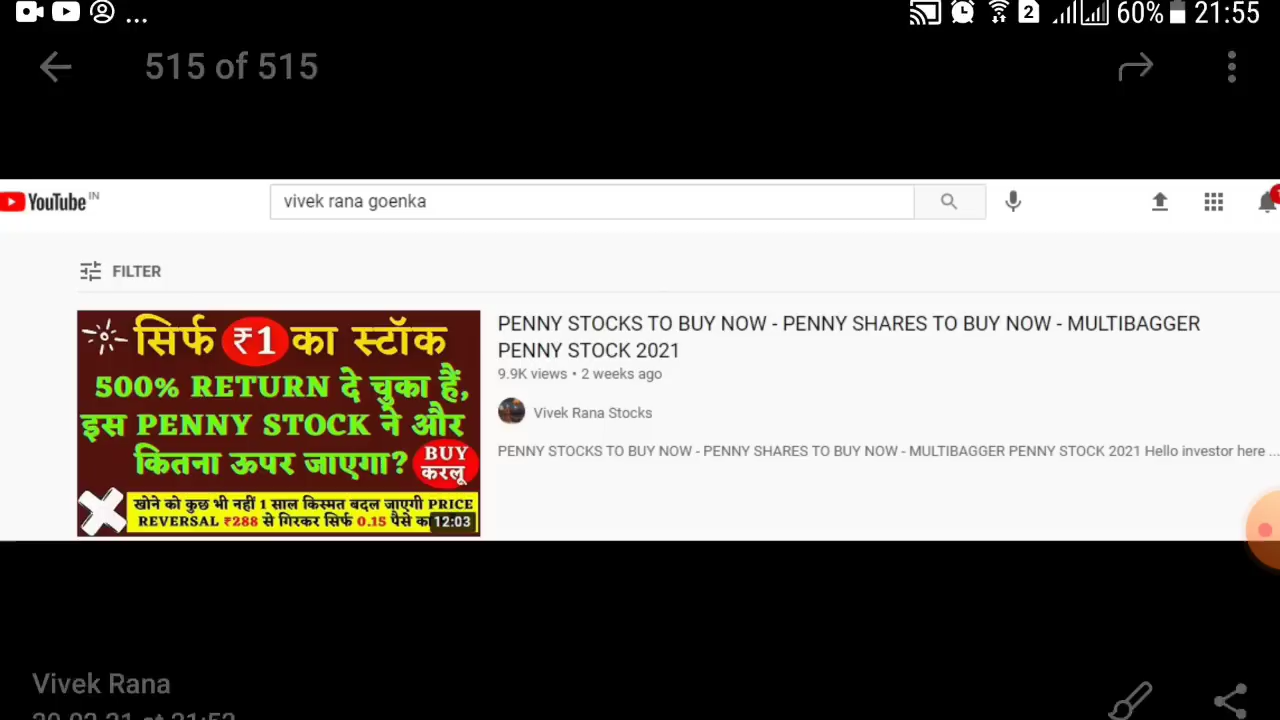 ... 2 60% 21:55
515 of 515
YouTube IN vivek rana goenka
FILTER
सिर्फ ₹1 का स्टॉक
500% RETURN दे चुका हैं,
इस PENNY STOCK ने और
कितना ऊपर जाएगा?
BUY
करलू
खोने को कुछ भी नहीं 1 साल किस्मत बदल जाएगी PRICE
REVERSAL ₹288 से गिरकर सिर्फ 0.15 पैसे
12:03
PENNY STOCKS TO BUY NOW - PENNY SHARES TO BUY NOW - MULTIBAGGER
PENNY STOCK 2021
9.9K views • 2 weeks ago
Vivek Rana Stocks
PENNY STOCKS TO BUY NOW - PENNY SHARES TO BUY NOW - MULTIBAGGER PENNY STOCK 2021 Hello investor here ...
Vivek Rana